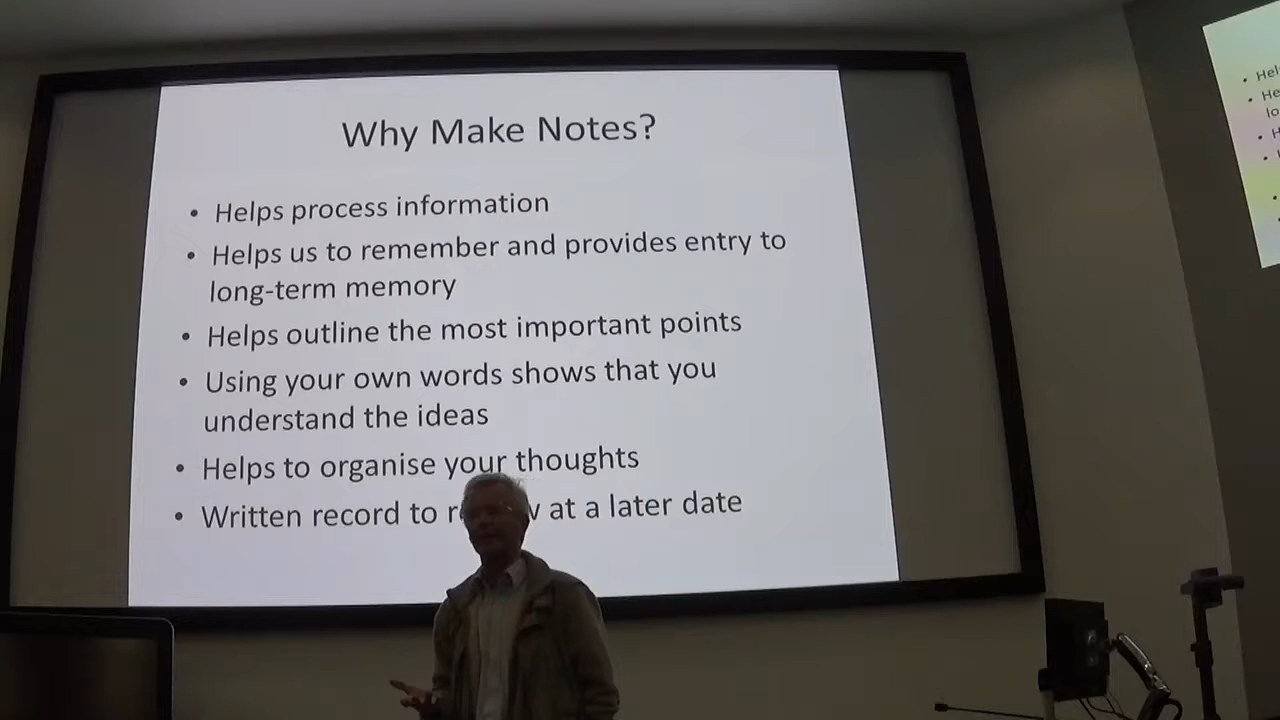 Why Make Notes?
• Helps process information
• Helps us to remember and provides entry to
long-term memory
• Helps outline the most important points
• Using your own words shows that you
understand the ideas
• Helps to organise your thoughts
• Written record to at a later date